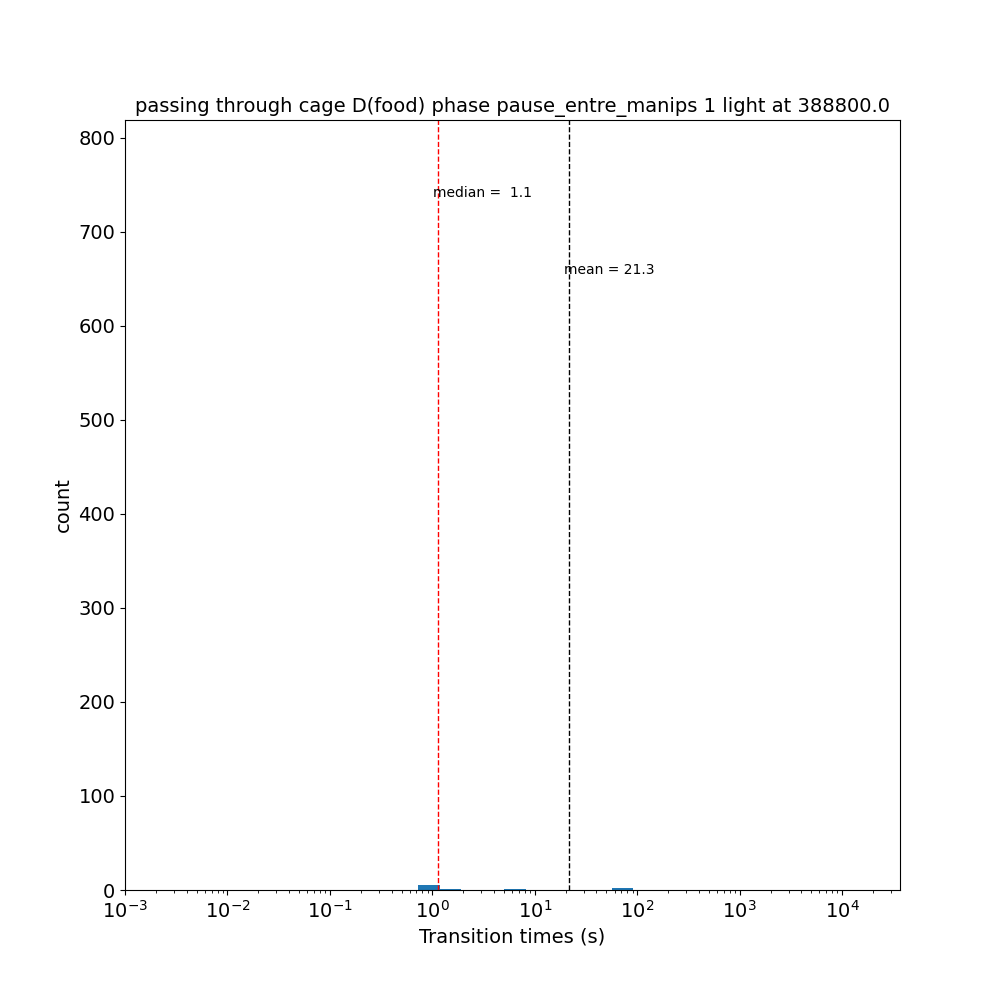 passing through cage D(food) phase pause_entre_manips 1 light at 388800.0
800
median =  1.1
700
mean = 21.3
600
500
count
400
300
200
100
0
10⁻³ 10⁻² 10⁻¹ 10⁰ 10¹ 10² 10³ 10⁴
Transition times (s)